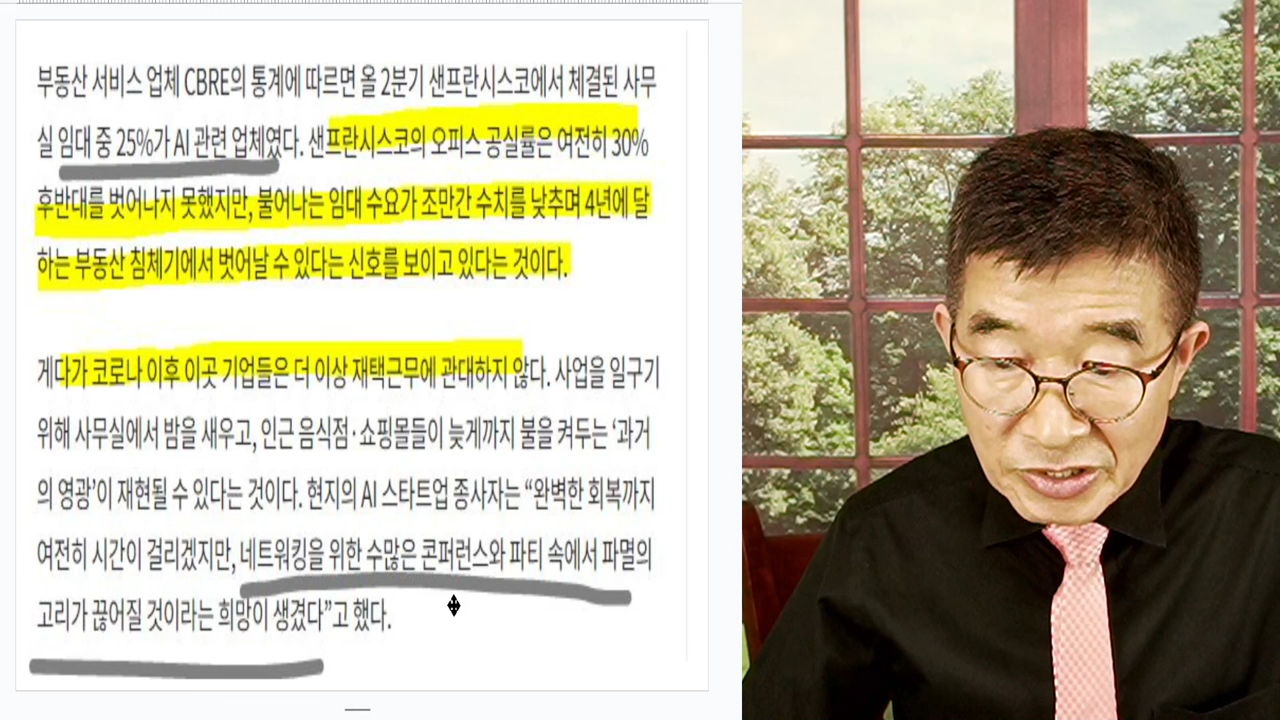 부동산 서비스 업체 CBRE의 통계에 따르면 올 2분기 샌프란시스코에서 체결된 사무
실 임대 중 25%가 AI 관련 업체였다. 샌프란시스코의 오피스 공실률은 여전히 30%
후반대를 벗어나지 못했지만, 불어나는 임대 수요가 조만간 수치를 낮추며 4년에 달
하는 부동산 침체기에서 벗어날 수 있다는 신호를 보이고 있다는 것이다.
게다가 코로나 이후 이곳 기업들은 더 이상 재택근무에 관대하지 않다. 사업을 일구기
위해 사무실에서 밤을 새우고, 인근 음식점·쇼핑몰들이 늦게까지 불을 켜두는 ‘과거
의 영광’이 재현될 수 있다는 것이다. 현지의 AI 스타트업 종사자는 “완벽한 회복까지
여전히 시간이 걸리겠지만, 네트워킹을 위한 수많은 콘퍼런스와 파티 속에서 파멸의
고리가 끊어질 것이라는 희망이 생겼다”고 했다.